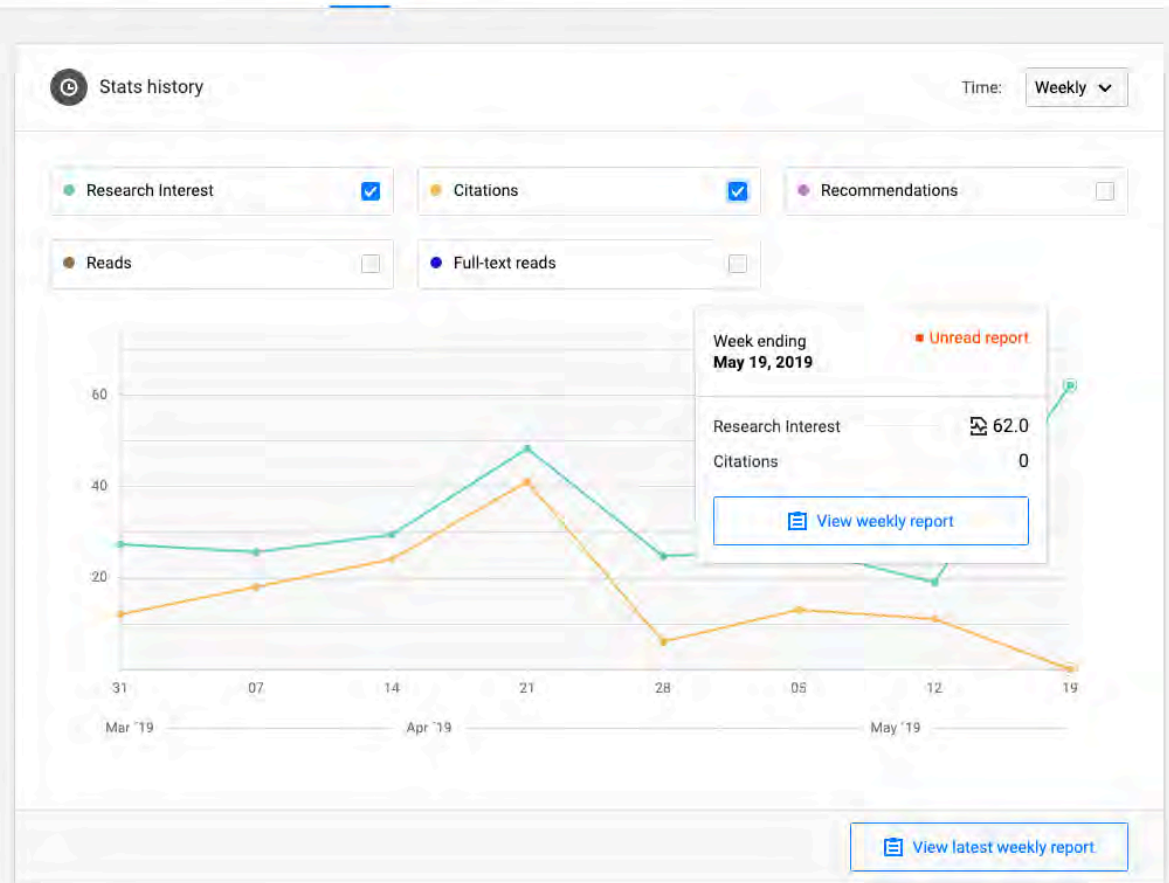 Stats history
Time: Weekly
Research Interest Citations Recommendations
Reads Full-text reads
Week ending Unread report
May 19, 2019
Research Interest 62.0
Citations 0
View weekly report
60
40
20
31 07 14 21 28 05 12 19
Mar '19 Apr '19 May '19
View latest weekly report